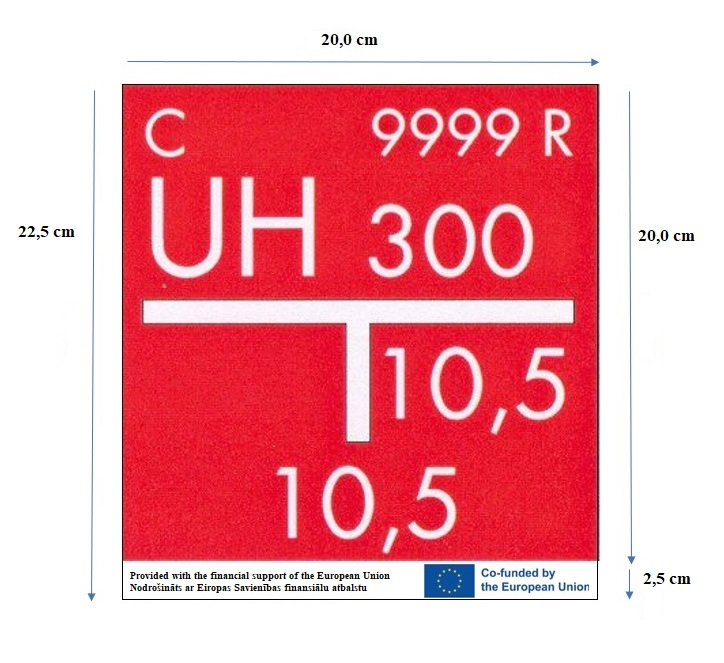 20,0 cm
C 9999 R
UH 300
22,5 cm
20,0 cm
10,5
10,5
2,5 cm
Provided with the financial support of the European Union
Nodrošināts ar Eiropas Savienības finansiālu atbalstu
Co-funded by
the European Union